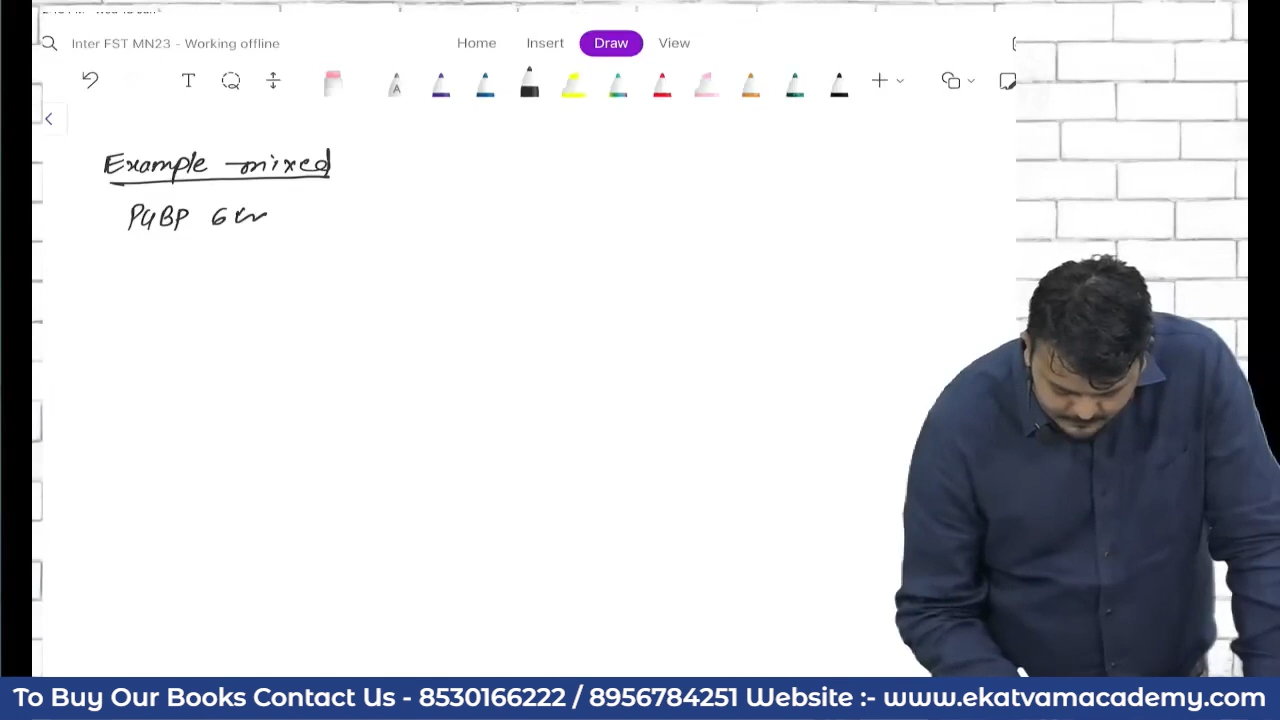 Inter FST MN23 - Working offline
Home Insert Draw View
T
A
Example mixed
PGBP 6 Cr
To Buy Our Books Contact Us - 8530166222 / 8956784251 Website :- www.ekatvamacademy.com